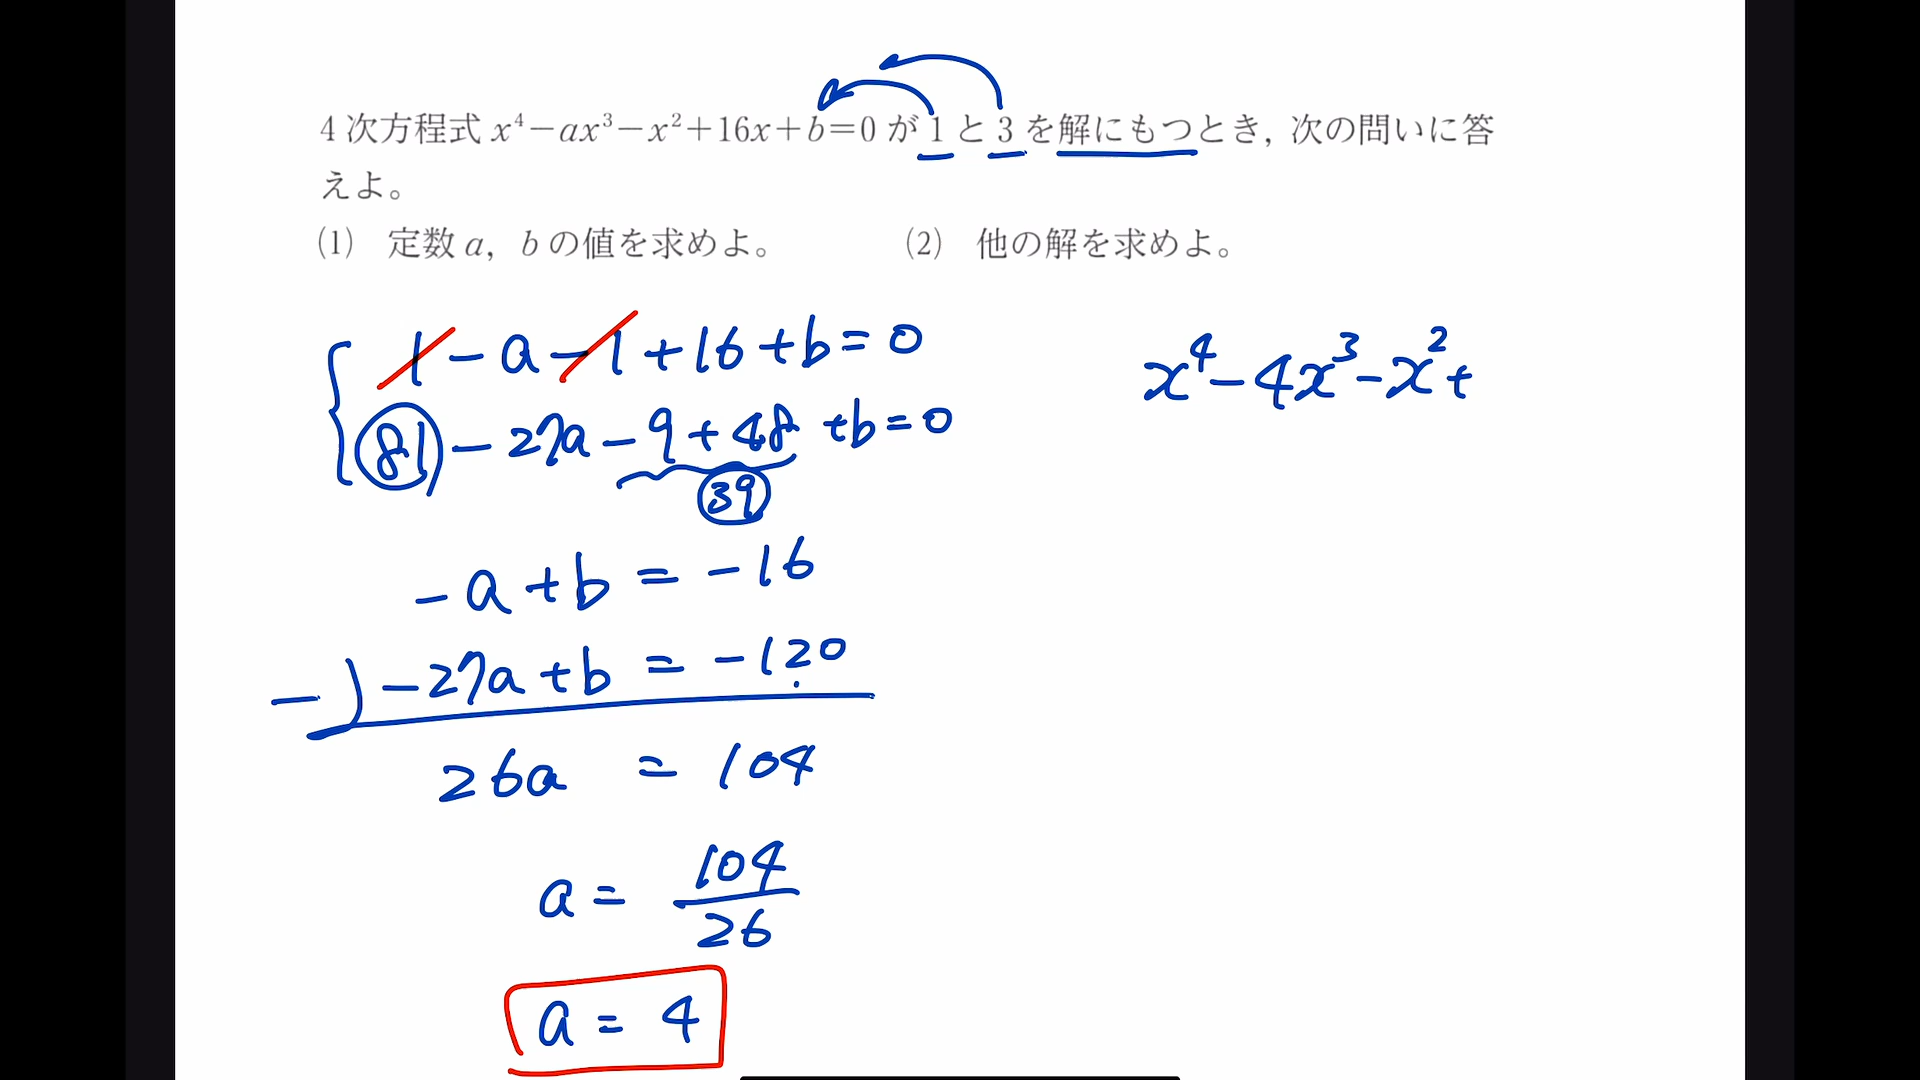 4次方程式 x⁴−ax³−x²+16x+b=0 が 1 と 3 を解にもつとき, 次の問いに答
えよ。
(1) 定数 a, b の値を求めよ。 (2) 他の解を求めよ。
1 − a − 1 + 16 + b = 0
81 − 27a − 9 + 48 + b = 0
39
−a + b = −16
−) −27a + b = −120
26a = 104
a = 104/26
a = 4
x⁴ − 4x³ − x² +